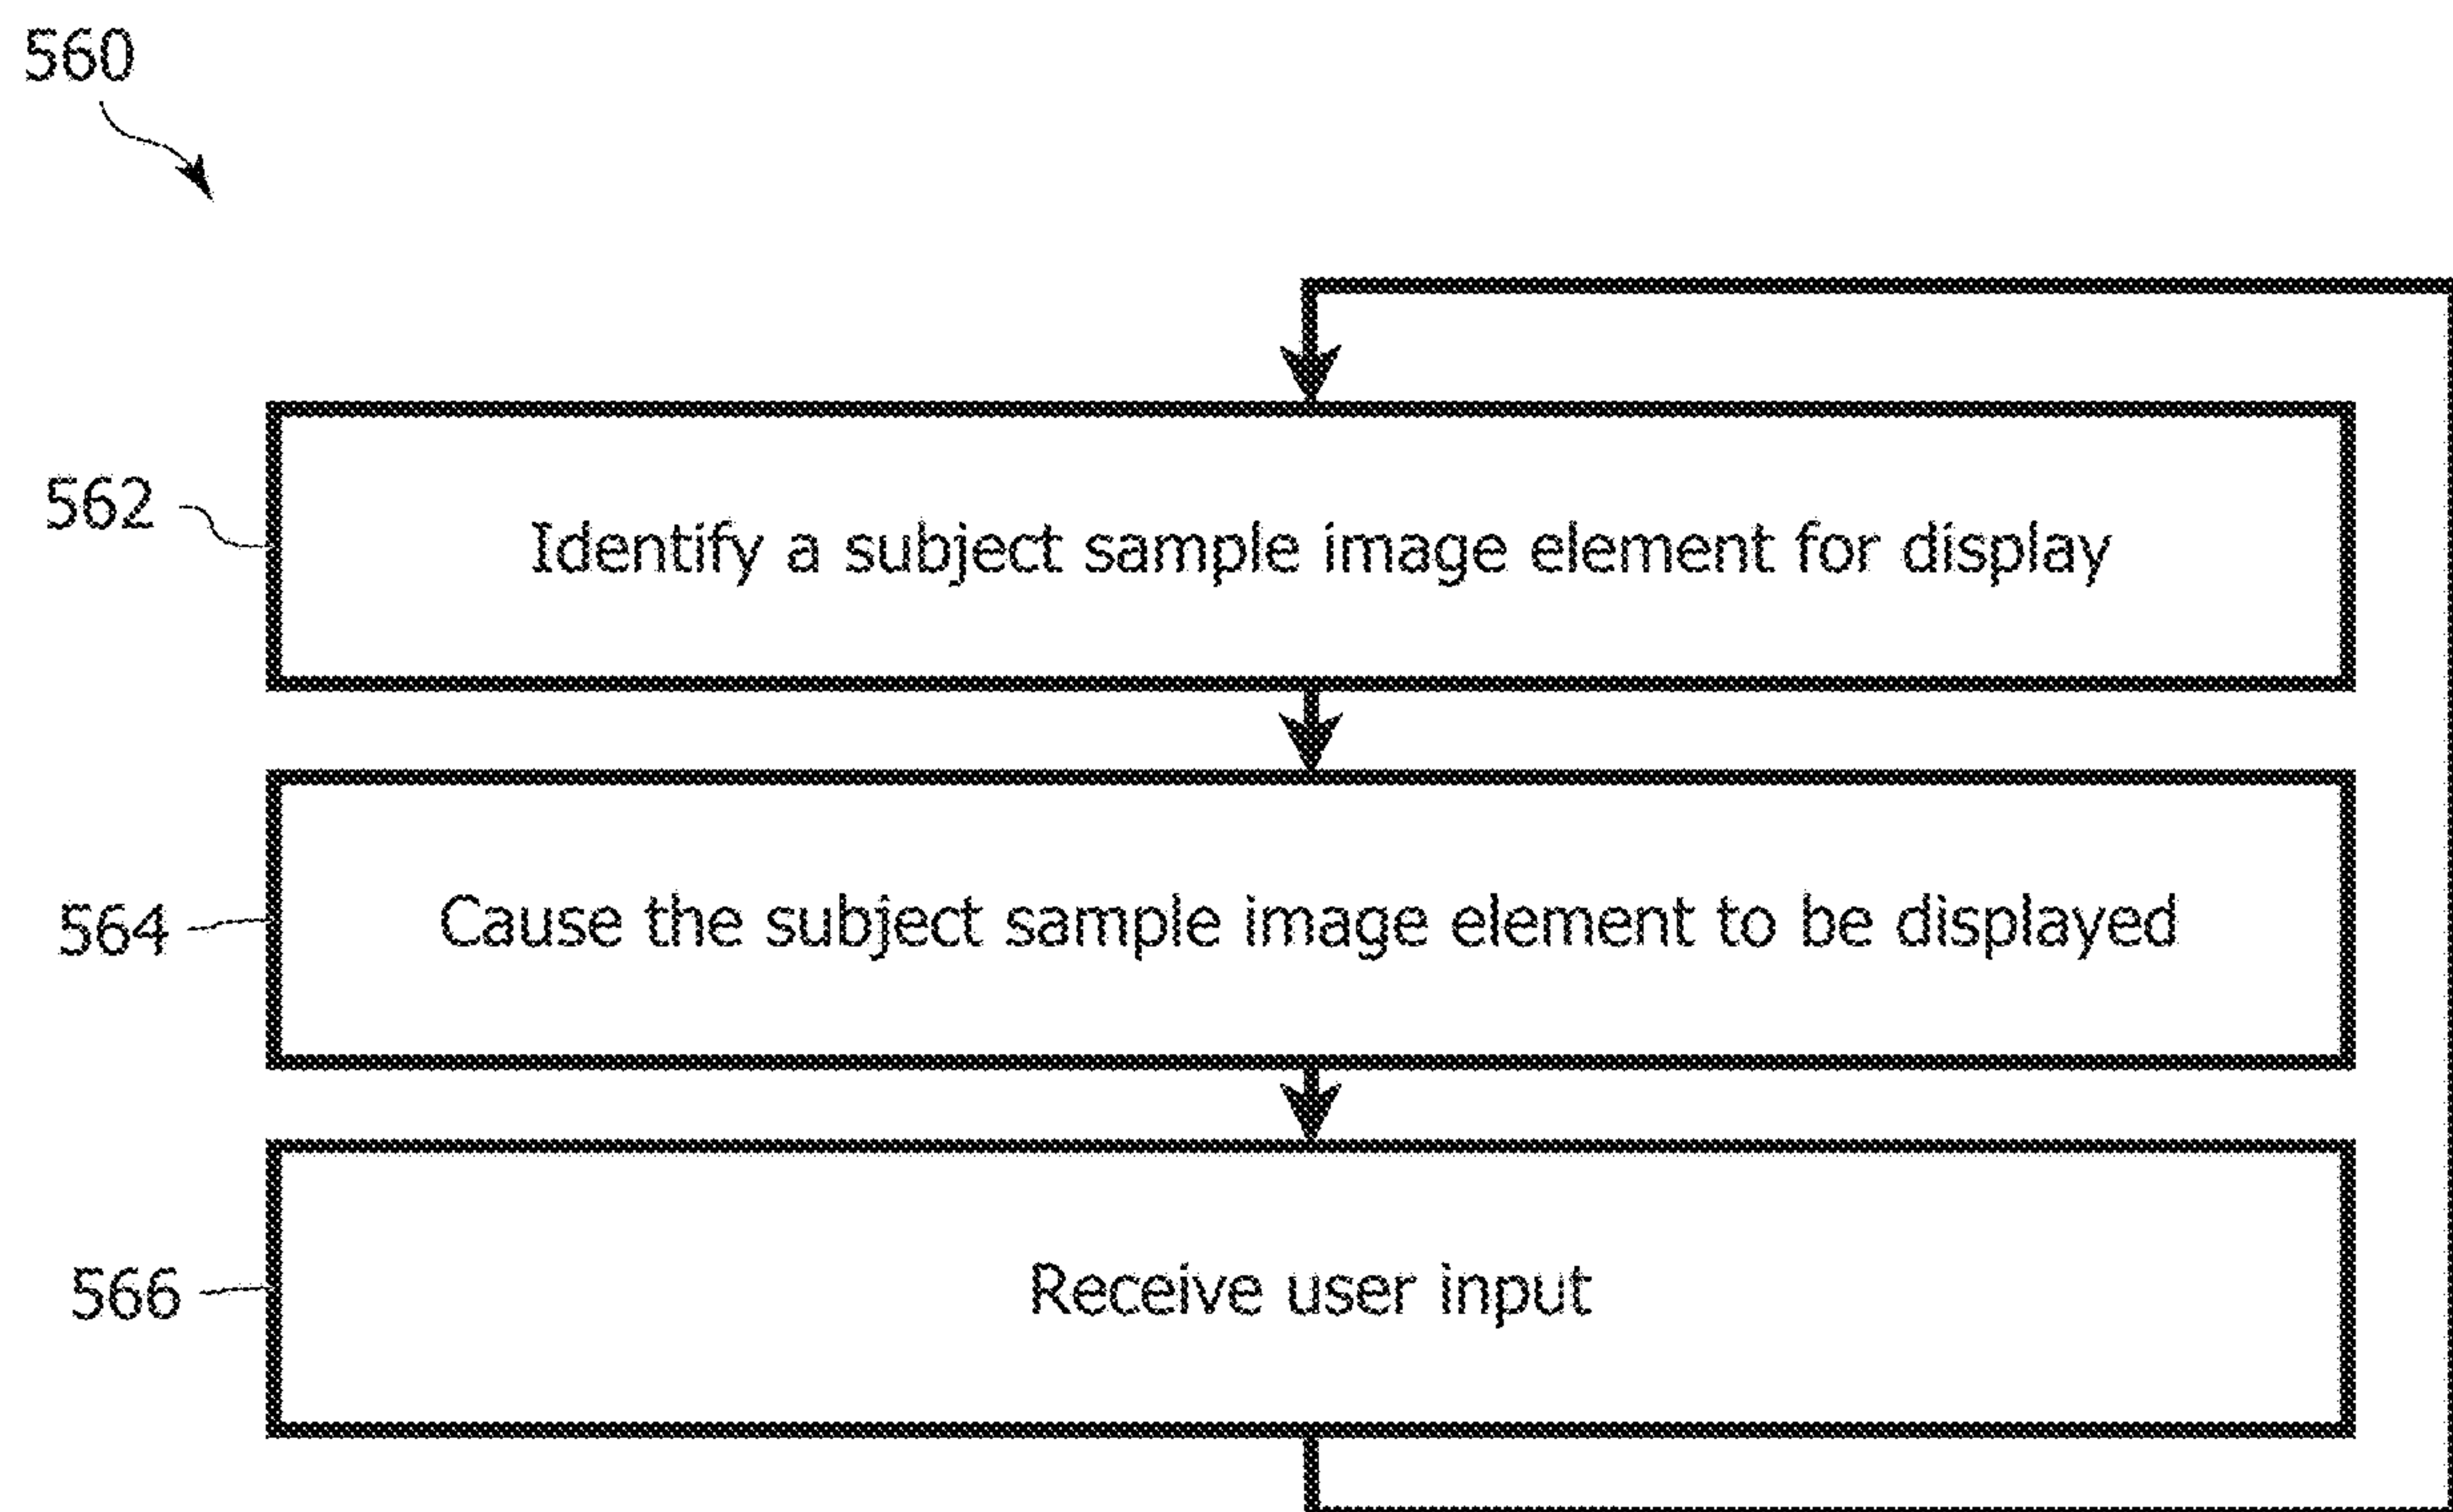 560
562
Identify a subject sample image element for display
564
Cause the subject sample image element to be displayed
566
Receive user input